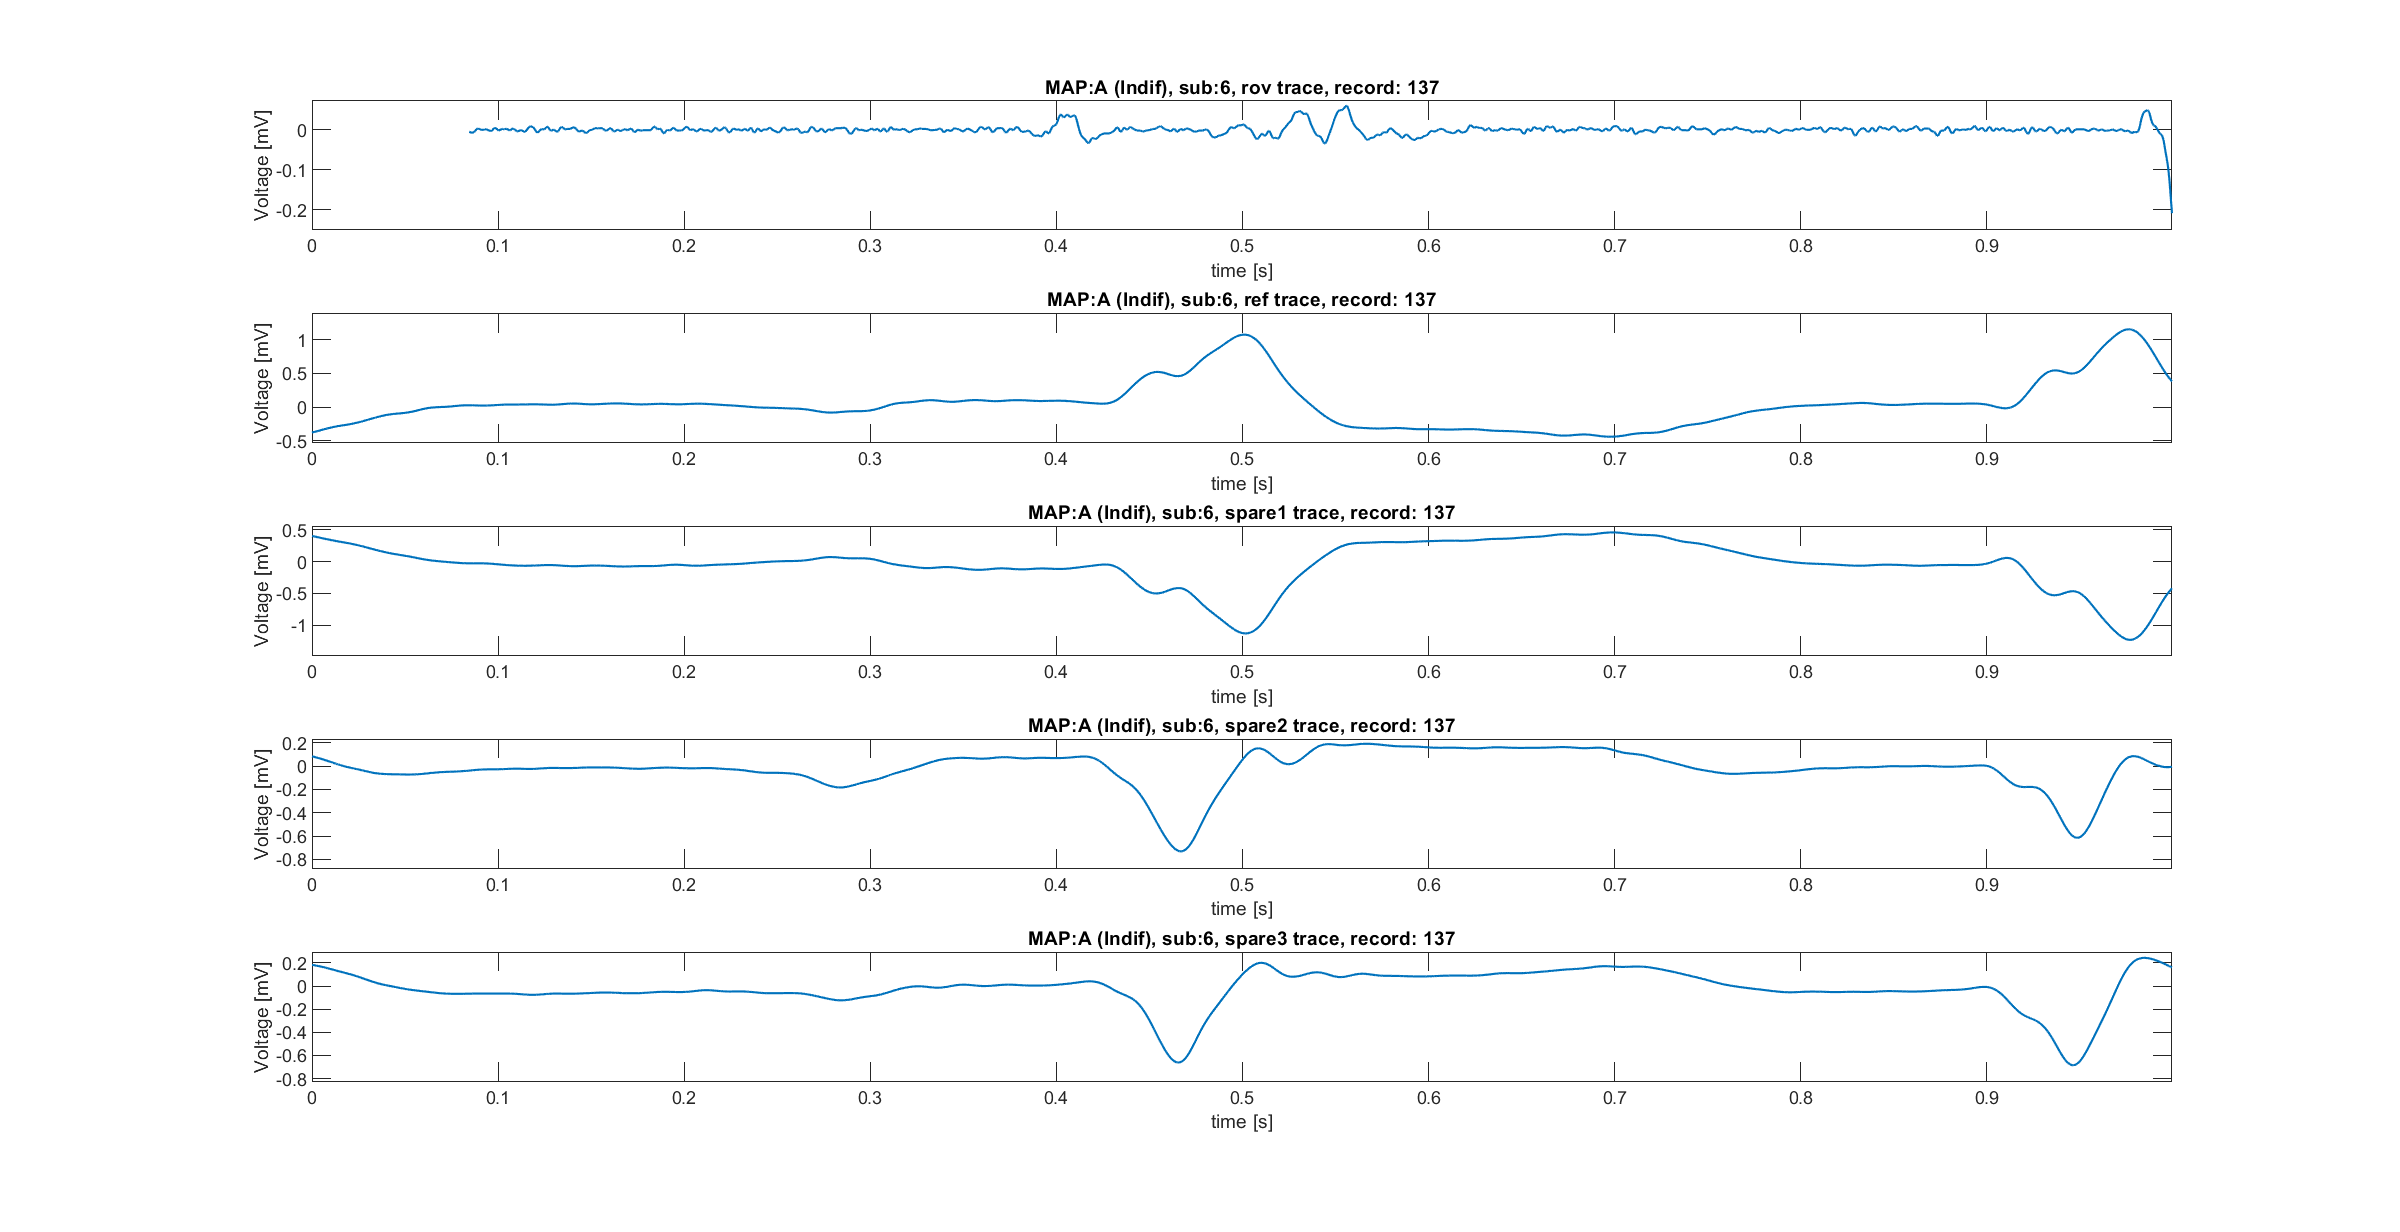 MAP:A (Indif), sub:6, rov trace, record: 137
Voltage [mV]
0
-0.1
-0.2
0 0.1 0.2 0.3 0.4 0.5 0.6 0.7 0.8 0.9
time [s]
MAP:A (Indif), sub:6, ref trace, record: 137
Voltage [mV]
1
0.5
0
-0.5
0 0.1 0.2 0.3 0.4 0.5 0.6 0.7 0.8 0.9
time [s]
MAP:A (Indif), sub:6, spare1 trace, record: 137
Voltage [mV]
0.5
0
-0.5
-1
0 0.1 0.2 0.3 0.4 0.5 0.6 0.7 0.8 0.9
time [s]
MAP:A (Indif), sub:6, spare2 trace, record: 137
Voltage [mV]
0.2
0
-0.2
-0.4
-0.6
-0.8
0 0.1 0.2 0.3 0.4 0.5 0.6 0.7 0.8 0.9
time [s]
MAP:A (Indif), sub:6, spare3 trace, record: 137
Voltage [mV]
0.2
0
-0.2
-0.4
-0.6
-0.8
0 0.1 0.2 0.3 0.4 0.5 0.6 0.7 0.8 0.9
time [s]